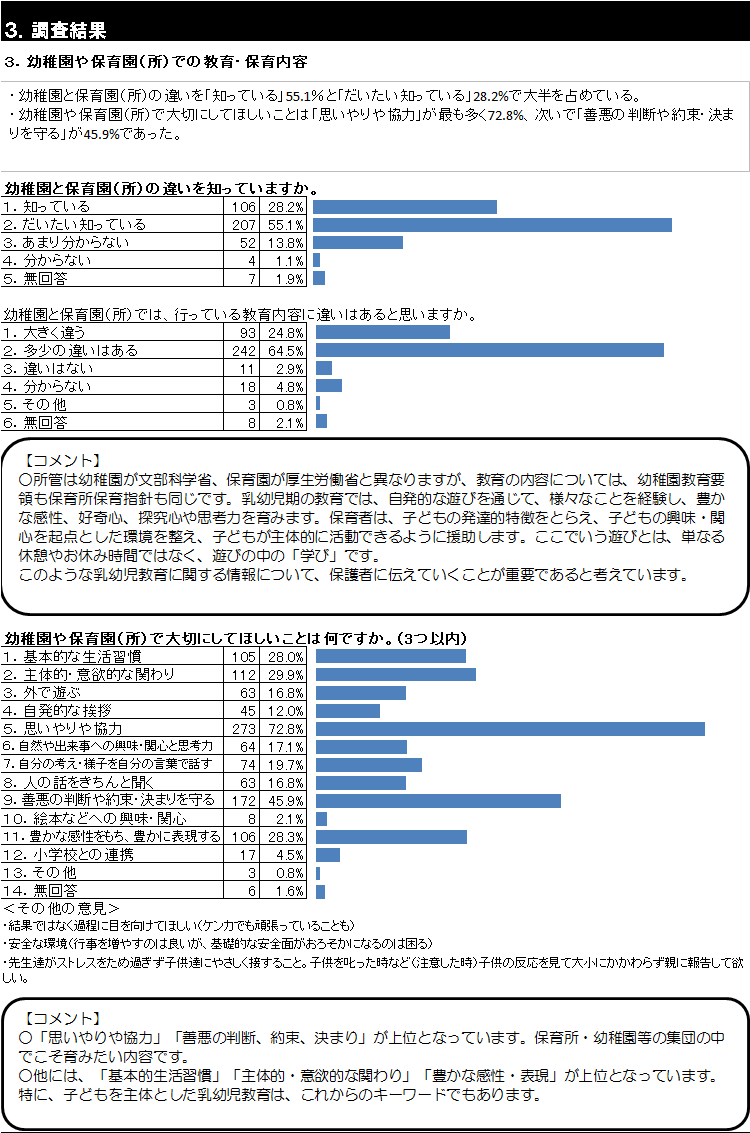 3. 調査結果
3. 幼稚園や保育園(所)での教育・保育内容
・幼稚園と保育園(所)の違いを「知っている」55.1%と「だいたい知っている」28.2%で大半を占めている。
・幼稚園や保育園(所)で大切にしてほしいことは「思いやりや協力」が最も多く72.8%、次いで「善悪の判断や約束・決ま
りを守る」が45.9%であった。
幼稚園と保育園(所)の違いを知っていますか。
1. 知っている 106 28.2%
2. だいたい知っている 207 55.1%
3. あまり分からない 52 13.8%
4. 分からない 4 1.1%
5. 無回答 7 1.9%
幼稚園と保育園(所)では、行っている教育内容に違いはあると思いますか。
1. 大きく違う 93 24.8%
2. 多少の違いはある 242 64.5%
3. 違いはない 11 2.9%
4. 分からない 18 4.8%
5. その他 3 0.8%
6. 無回答 8 2.1%
【コメント】
○所管は幼稚園が文部科学省、保育園が厚生労働省と異なりますが、教育の内容については、幼稚園教育要
領も保育所保育指針も同じです。乳幼児期の教育では、自発的な遊びを通じて、様々なことを経験し、豊か
な感性、好奇心、探究心や思考力を育みます。保育者は、子どもの発達的特徴をとらえ、子どもの興味・関
心を起点とした環境を整え、子どもが主体的に活動できるように援助します。ここでいう遊びとは、単なる
休憩やお休み時間ではなく、遊びの中の「学び」です。
このような乳幼児教育に関する情報について、保護者に伝えていくことが重要であると考えています。
幼稚園や保育園(所)で大切にしてほしいことは何ですか。(3つ以内)
1. 基本的な生活習慣 105 28.0%
2. 主体的・意欲的な関わり 112 29.9%
3. 外で遊ぶ 63 16.8%
4. 自発的な挨拶 45 12.0%
5. 思いやりや協力 273 72.8%
6. 自然や出来事への興味・関心と思考力 64 17.1%
7. 自分の考え・様子を自分の言葉で話す 74 19.7%
8. 人の話をきちんと聞く 63 16.8%
9. 善悪の判断や約束・決まりを守る 172 45.9%
10. 絵本などへの興味・関心 8 2.1%
11. 豊かな感性をもち、豊かに表現する 106 28.3%
12. 小学校との連携 17 4.5%
13. その他 3 0.8%
14. 無回答 6 1.6%
＜その他の意見＞
・結果ではなく過程に目を向けてほしい(ケンカでも頑張っていることも)
・安全な環境(行事を増やすのは良いが、基礎的な安全面がおろそかになるのは困る)
・先生達がストレスをため過ぎず子供達にやさしく接すること。子供を叱った時など(注意した時)子供の反応を見て大小にかかわらず親に報告して欲
しい。
【コメント】
○「思いやりや協力」「善悪の判断、約束、決まり」が上位となっています。保育所・幼稚園等の集団の中
でこそ育みたい内容です。
○他には、「基本的生活習慣」「主体的・意欲的な関わり」「豊かな感性・表現」が上位となっています。
特に、子どもを主体とした乳幼児教育は、これからのキーワードでもあります。